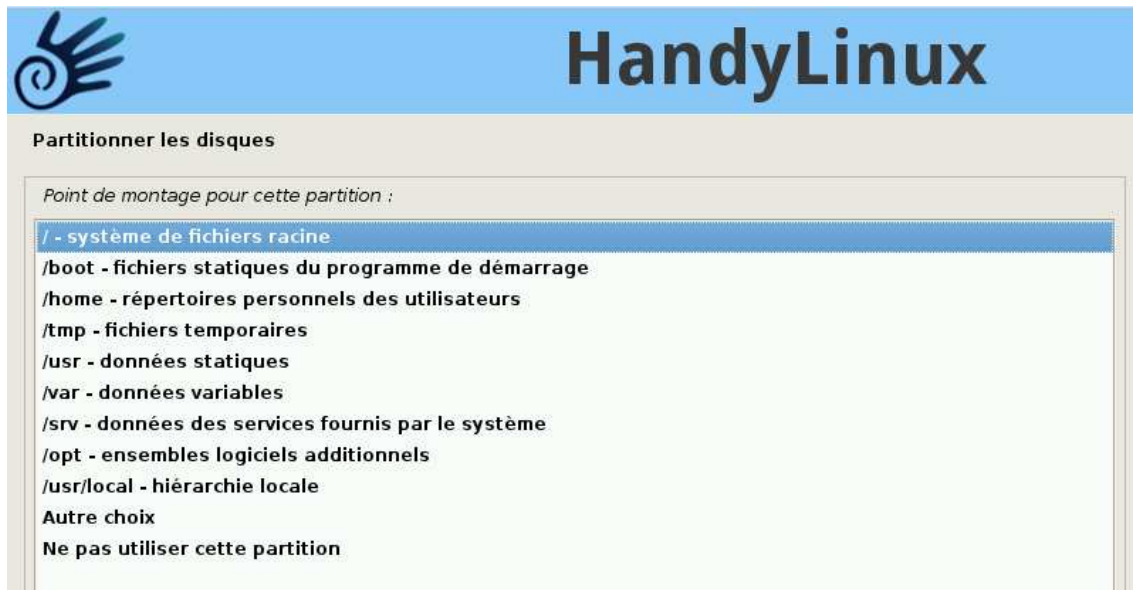 HandyLinux
Partitionner les disques
Point de montage pour cette partition :
/ - système de fichiers racine
/boot - fichiers statiques du programme de démarrage
/home - répertoires personnels des utilisateurs
/tmp - fichiers temporaires
/usr - données statiques
/var - données variables
/srv - données des services fournis par le système
/opt - ensembles logiciels additionnels
/usr/local - hiérarchie locale
Autre choix
Ne pas utiliser cette partition